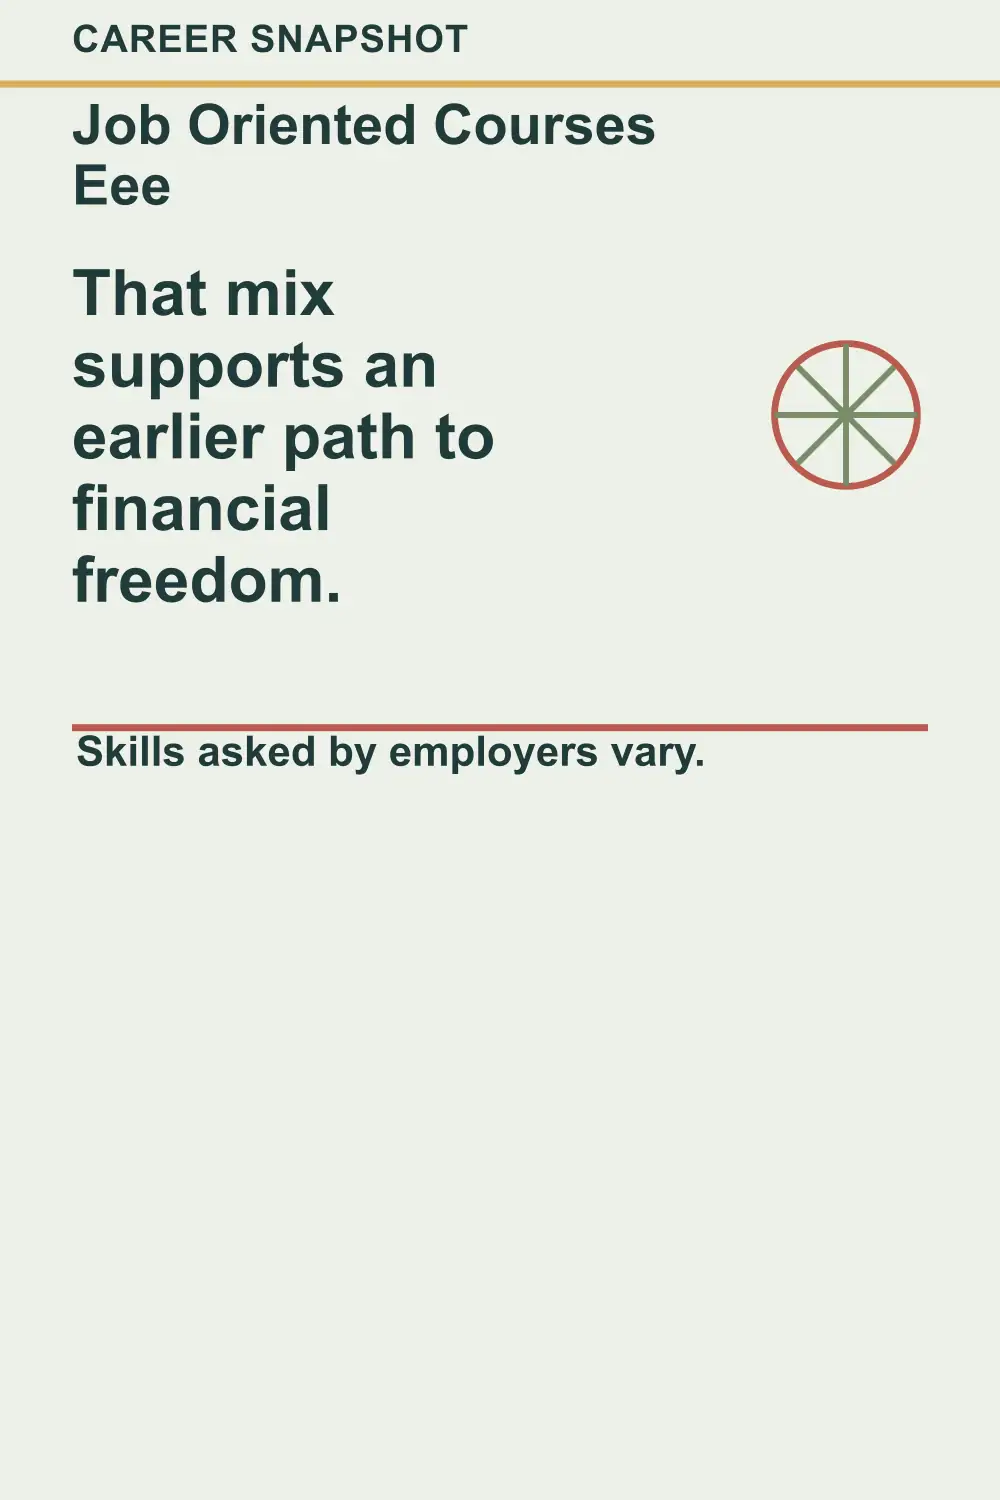 CAREER SNAPSHOT
Job Oriented Courses
Eee
That mix
supports an
earlier path to
financial
freedom.
Skills asked by employers vary.